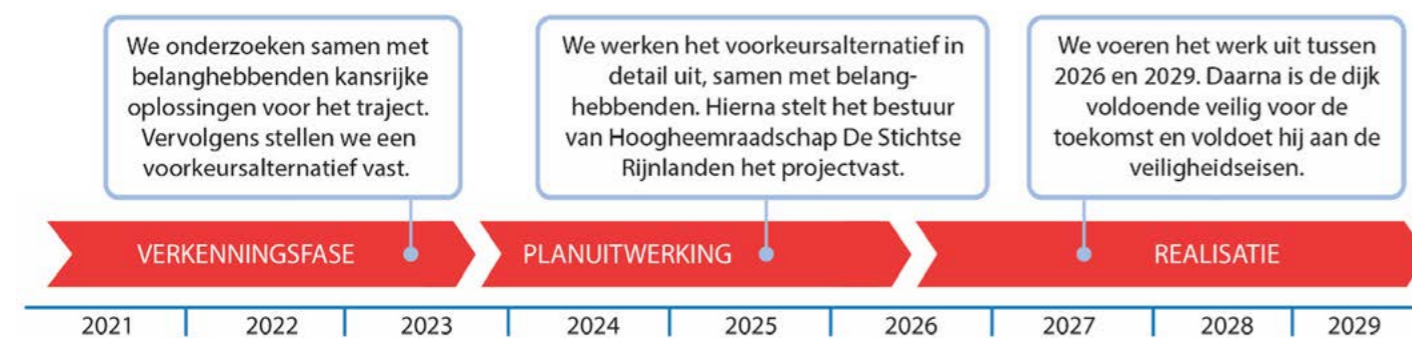 We onderzoeken samen met
belanghebbenden kansrijke
oplossingen voor het traject.
Vervolgens stellen we een
voorkeursalternatief vast.
We werken het voorkeursalternatief in
detail uit, samen met belang-
hebbenden. Hierna stelt het bestuur
van Hoogheemraadschap De Stichtse
Rijnlanden het projectvast.
We voeren het werk uit tussen
2026 en 2029. Daarna is de dijk
voldoende veilig voor de
toekomst en voldoet hij aan de
veiligheidseisen.
VERKENNINGSFASE
PLANUITWERKING
REALISATIE
2021 2022 2023 2024 2025 2026 2027 2028 2029